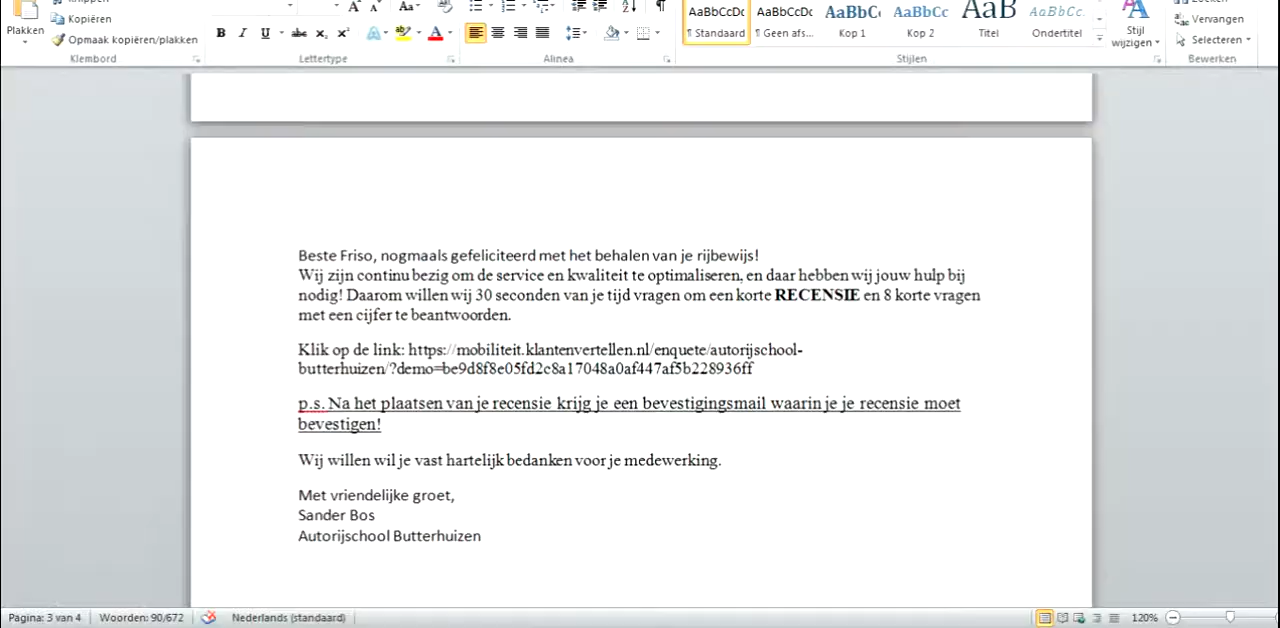 Knippen
Plakken
Kopiëren
Opmaak kopiëren/plakken
Klembord
B I U abc x₂ x² A ab A
Aa
Lettertype
Alinea
AaBbCcDc AaBbCcDc AaBbCc AaBbCc AaB AaBbCc.
¶ Standaard ¶ Geen afs... Kop 1 Kop 2 Titel Ondertitel
Stijl
wijzigen
Stijlen
Zoeken
Vervangen
Selecteren
Bewerken
Beste Friso, nogmaals gefeliciteerd met het behalen van je rijbewijs!
Wij zijn continu bezig om de service en kwaliteit te optimaliseren, en daar hebben wij jouw hulp bij
nodig! Daarom willen wij 30 seconden van je tijd vragen om een korte RECENSIE en 8 korte vragen
met een cijfer te beantwoorden.
Klik op de link: https://mobiliteit.klantenvertellen.nl/enquete/autorijschool-
butterhuizen/?demo=be9d8f8e05fd2c8a17048a0af447af5b228936ff
p.s. Na het plaatsen van je recensie krijg je een bevestigingsmail waarin je je recensie moet
bevestigen!
Wij willen wil je vast hartelijk bedanken voor je medewerking.
Met vriendelijke groet,
Sander Bos
Autorijschool Butterhuizen
Pagina: 3 van 4 Woorden: 90/672 Nederlands (standaard) 120%